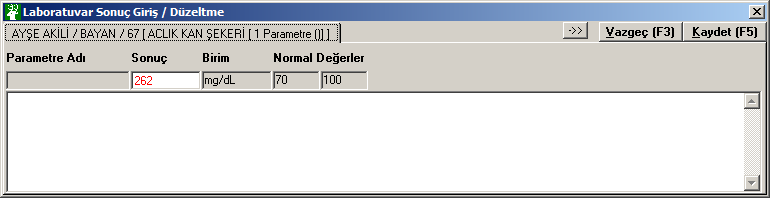 Laboratuvar Sonuç Giriş / Düzeltme
AYŞE AKİLİ / BAYAN / 67 [ ACLIK KAN ŞEKERİ [ 1 Parametre ()] ]
->>
Vazgeç (F3)
Kaydet (F5)
Parametre Adı Sonuç Birim Normal Değerler
262 mg/dL 70 100